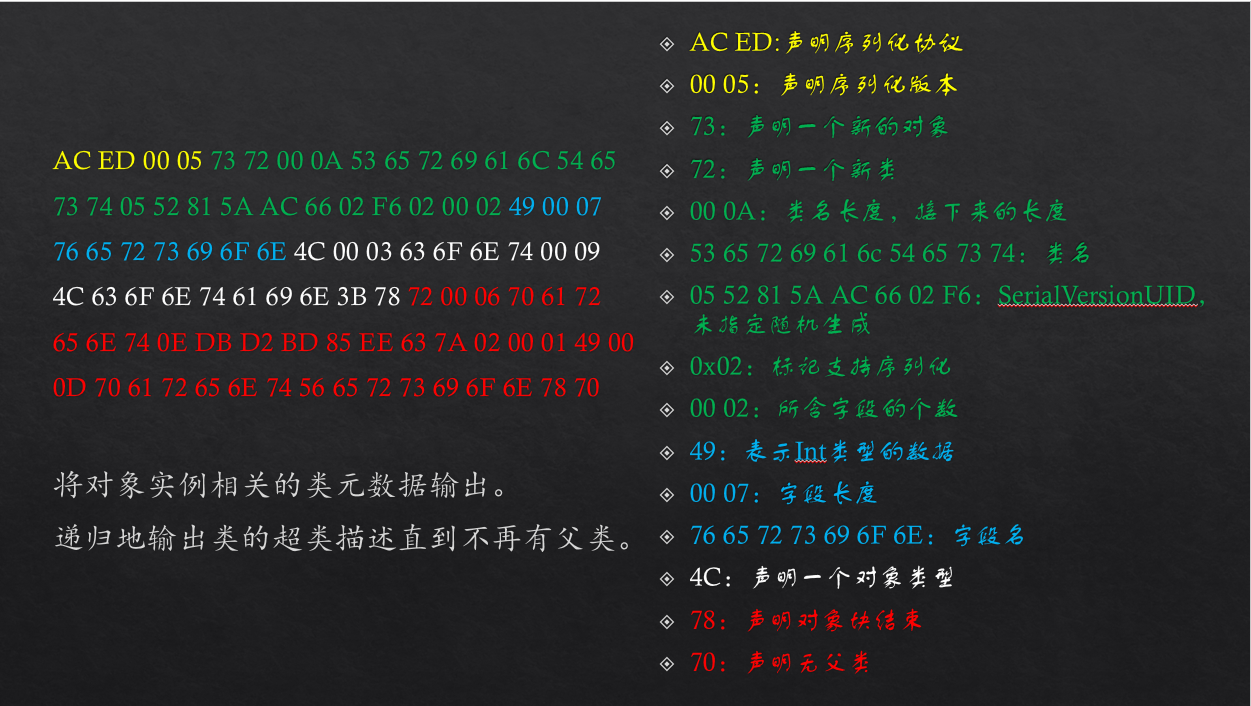 AC ED 00 05 73 72 00 0A 53 65 72 69 61 6C 54 65
73 74 05 52 81 5A AC 66 02 F6 02 00 02 49 00 07
76 65 72 73 69 6F 6E 4C 00 03 63 6F 6E 74 00 09
4C 63 6F 6E 74 61 69 6E 3B 78 72 00 06 70 61 72
65 6E 74 0E DB D2 BD 85 EE 63 7A 02 00 01 49 00
0D 70 61 72 65 6E 74 56 65 72 73 69 6F 6E 78 70
将对象实例相关的类元数据输出。
递归地输出类的超类描述直到不再有父类。
AC ED:声明序列化协议
00 05：声明序列化版本
73：声明一个新的对象
72：声明一个新类
00 0A：类名长度，接下来的长度
53 65 72 69 61 6c 54 65 73 74：类名
05 52 81 5A AC 66 02 F6：SerialVersionUID，
未指定随机生成
0x02：标记支持序列化
00 02：所含字段的个数
49：表示Int类型的数据
00 07：字段长度
76 65 72 73 69 6F 6E：字段名
4C：声明一个对象类型
78：声明对象块结束
70：声明无父类